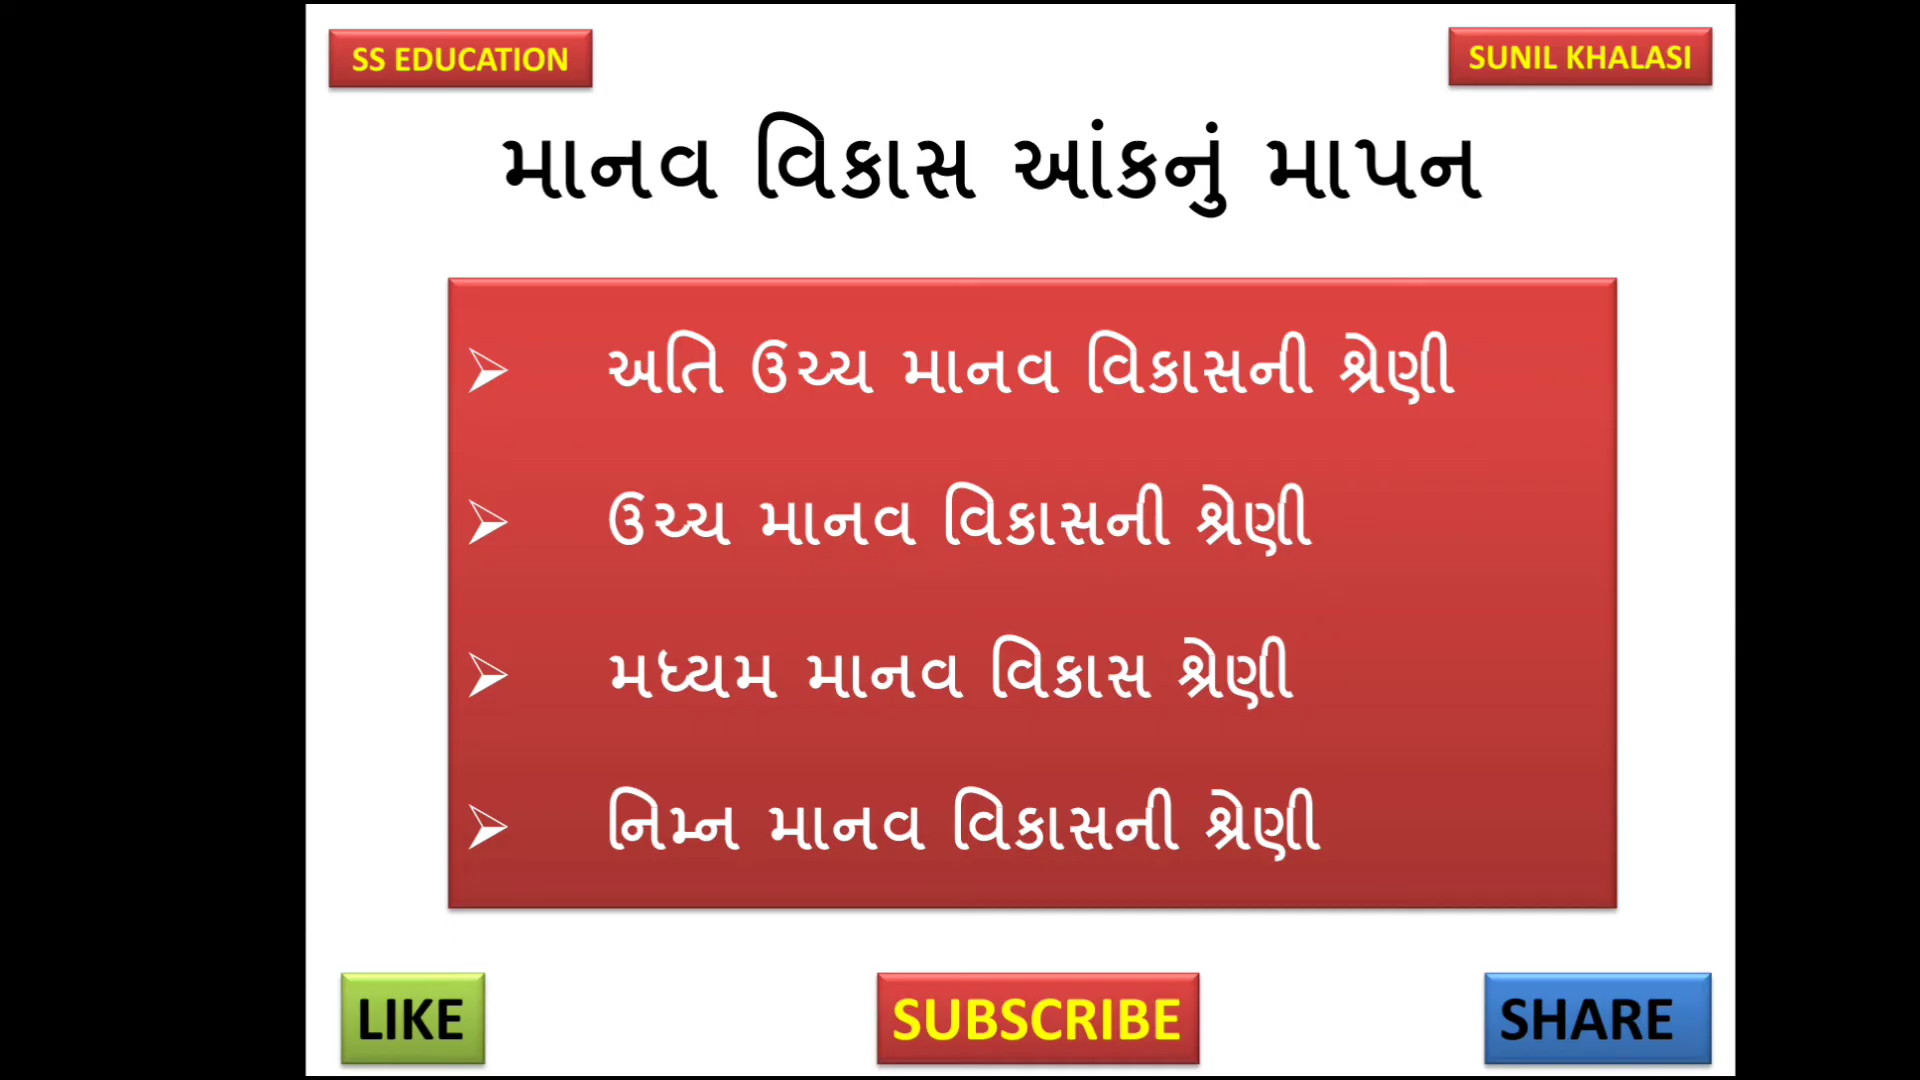 SS EDUCATION
SUNIL KHALASI
માનવ વિકાસ આંકનું માપન
➢ અતિ ઉચ્ચ માનવ વિકાસની શ્રેણી
➢ ઉચ્ચ માનવ વિકાસની શ્રેણી
➢ મધ્યમ માનવ વિકાસ શ્રેણી
➢ નિમ્ન માનવ વિકાસની શ્રેણી
LIKE
SUBSCRIBE
SHARE